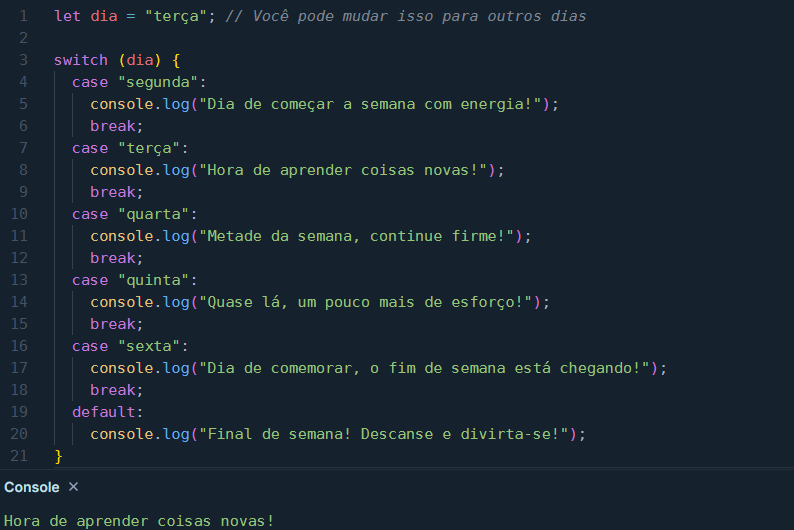 1 let dia = "terça"; // Você pode mudar isso para outros dias
2
3 switch (dia) {
4 case "segunda":
5 console.log("Dia de começar a semana com energia!");
6 break;
7 case "terça":
8 console.log("Hora de aprender coisas novas!");
9 break;
10 case "quarta":
11 console.log("Metade da semana, continue firme!");
12 break;
13 case "quinta":
14 console.log("Quase lá, um pouco mais de esforço!");
15 break;
16 case "sexta":
17 console.log("Dia de comemorar, o fim de semana está chegando!");
18 break;
19 default:
20 console.log("Final de semana! Descanse e divirta-se!");
21 }
Console ×
Hora de aprender coisas novas!